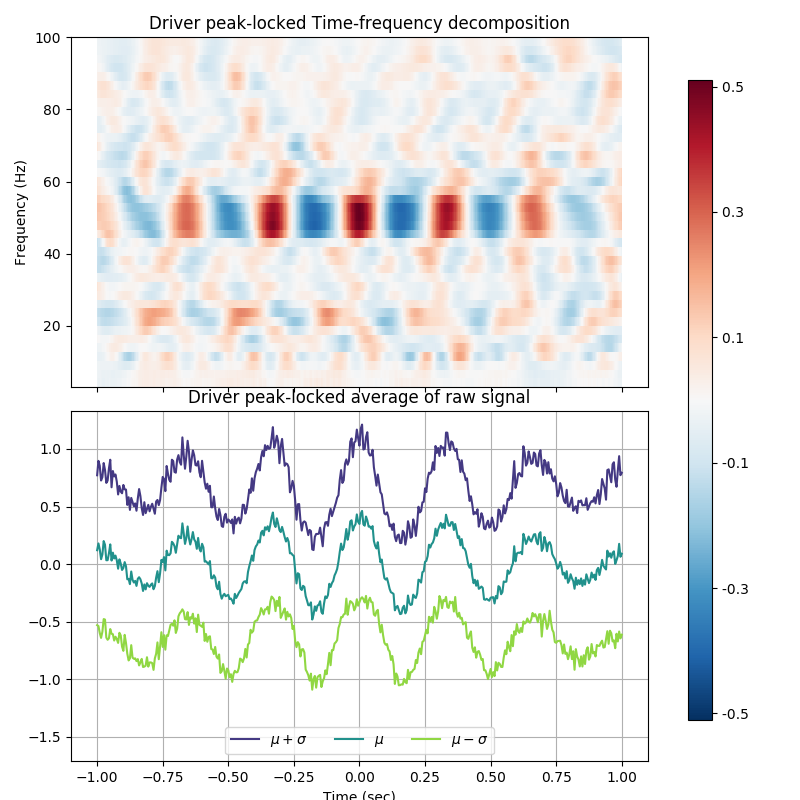 Driver peak-locked Time-frequency decomposition
100
80
60
40
20
Frequency (Hz)
0.5
0.3
0.1
-0.1
-0.3
-0.5
Driver peak-locked average of raw signal
1.0
0.5
0.0
−0.5
−1.0
−1.5
μ + σ μ μ − σ
−1.00 −0.75 −0.50 −0.25 0.00 0.25 0.50 0.75 1.00
Time (sec)